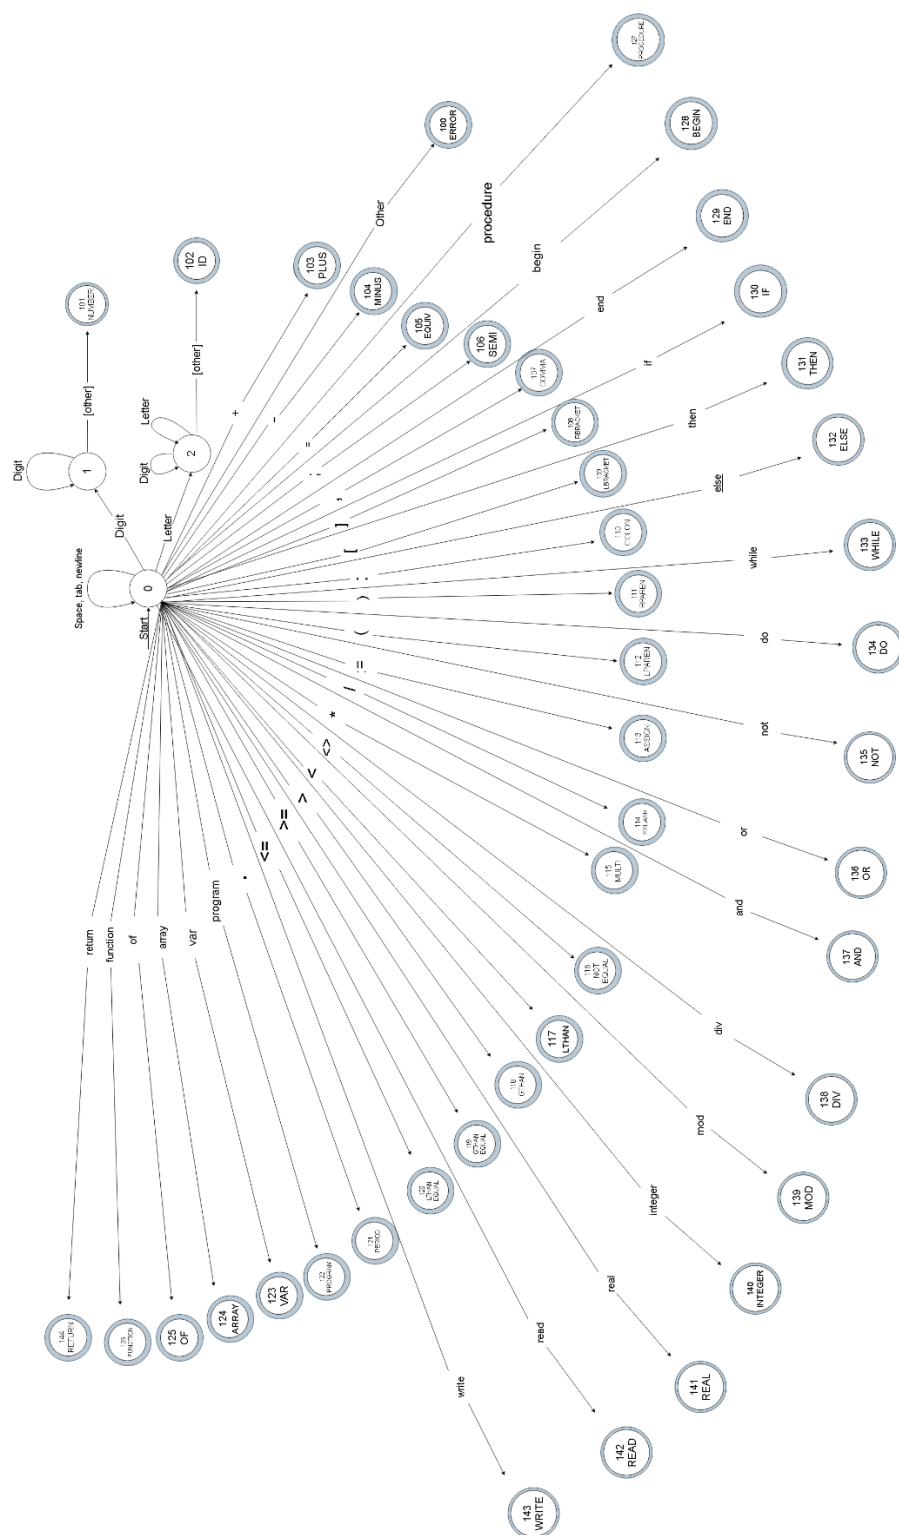 127
PROCEDURE
100
ERROR
128
BEGIN
Other
procedure
129
END
102
ID
103
PLUS
begin
101
NUMBER
104
MINUS
130
IF
105
EQUIV
end
106
SEMI
131
THEN
[other]
[other]
107
COMMA
if
Letter
+
-
108
RBRACKET
then
132
ELSE
Digit
1
Digit
2
=
;
109
LBRACKET
else
Digit
Letter
,
]
110
COLON
133
WHILE
Space, tab, newline
0
[
:
111
RPAREN
while
Start
)
(
112
LPAREN
do
134
DO
:=
/
113
ASSIGN
not
135
NOT
*
<>
114
<
>
115
MULTI
or
136
OR
>=
<=
.
and
137
AND
program
var
array
of
function
return
116
NOT
EQUAL
div
117
LTHAN
138
DIV
118
GTHAN
mod
119
GTHAN
EQUAL
139
MOD
120
LTHAN
EQUAL
integer
121
PERIOD
140
INTEGER
122
PROGRAM
123
VAR
real
124
ARRAY
125
OF
FUNCTION
144
RETURN
read
141
REAL
write
142
READ
143
WRITE